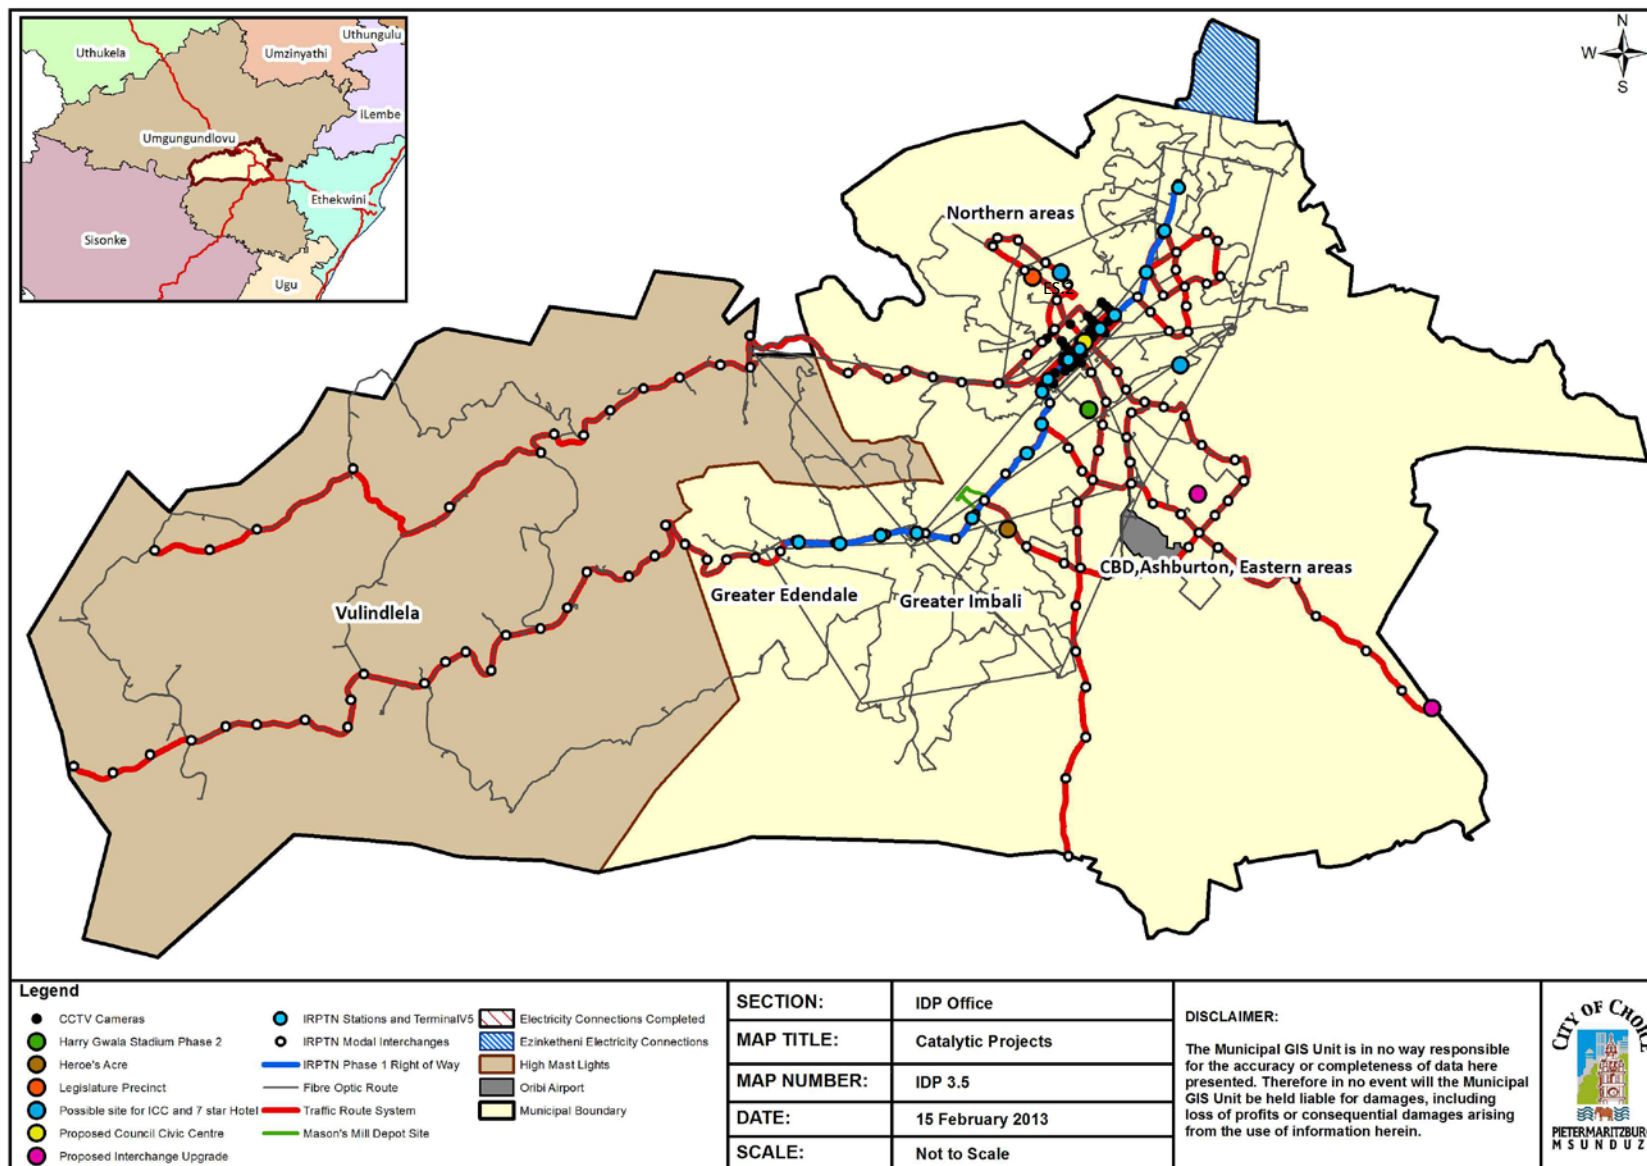 Uthungulu
Uthukela
Umzinyathi
iLembe
Umgungundlovu
Ethekwini
Sisonke
Ugu
N
W
S
Northern areas
ES 2
CBD,Ashburton, Eastern areas
Greater Edendale
Greater Imbali
Vulindlela
Legend
CCTV Cameras
Harry Gwala Stadium Phase 2
Heroe's Acre
Legislature Precinct
Possible site for ICC and 7 star Hotel
Proposed Council Civic Centre
Proposed Interchange Upgrade
IRPTN Stations and TerminalV5
IRPTN Modal Interchanges
IRPTN Phase 1 Right of Way
Fibre Optic Route
Traffic Route System
Mason's Mill Depot Site
Electricity Connections Completed
Ezinketheni Electricity Connections
High Mast Lights
Oribi Airport
Municipal Boundary
SECTION: IDP Office
MAP TITLE: Catalytic Projects
MAP NUMBER: IDP 3.5
DATE: 15 February 2013
SCALE: Not to Scale
DISCLAIMER:
The Municipal GIS Unit is in no way responsible
for the accuracy or completeness of data here
presented. Therefore in no event will the Municipal
GIS Unit be held liable for damages, including
loss of profits or consequential damages arising
from the use of information herein.
CITY OF CHOICE
PIETERMARITZBURG
MSUNDUZ